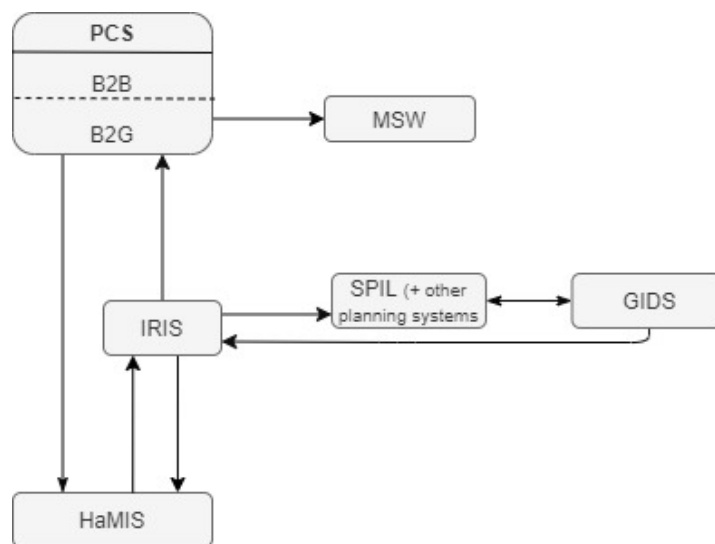 PCS
B2B
MSW
B2G
SPIL (+ other
planning systems
GIDS
IRIS
HaMIS